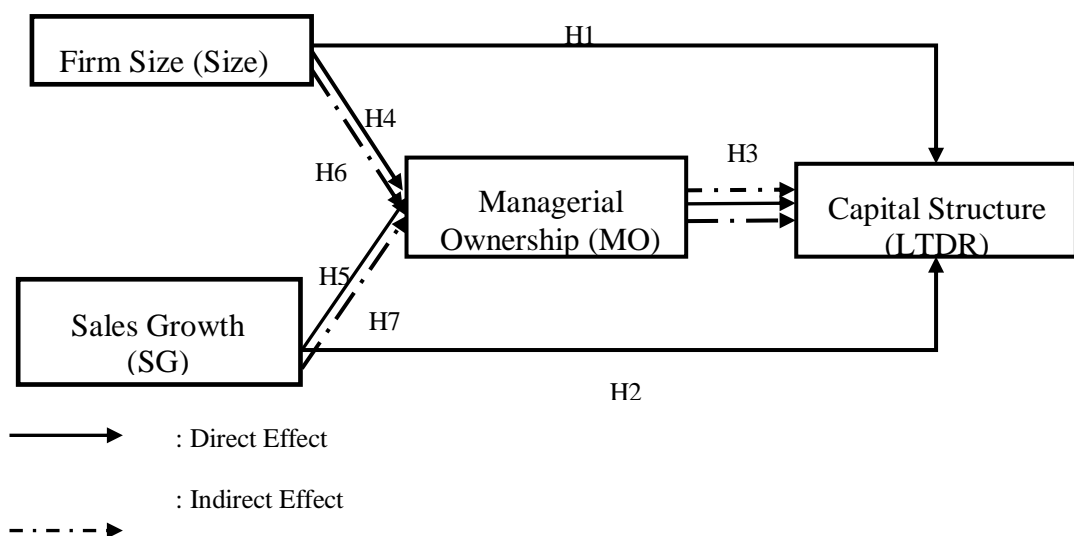 H1
Firm Size (Size)
H4
H6
H3
Managerial
Ownership (MO)
Capital Structure
(LTDR)
H5
Sales Growth
(SG)
H7
H2
: Direct Effect
: Indirect Effect